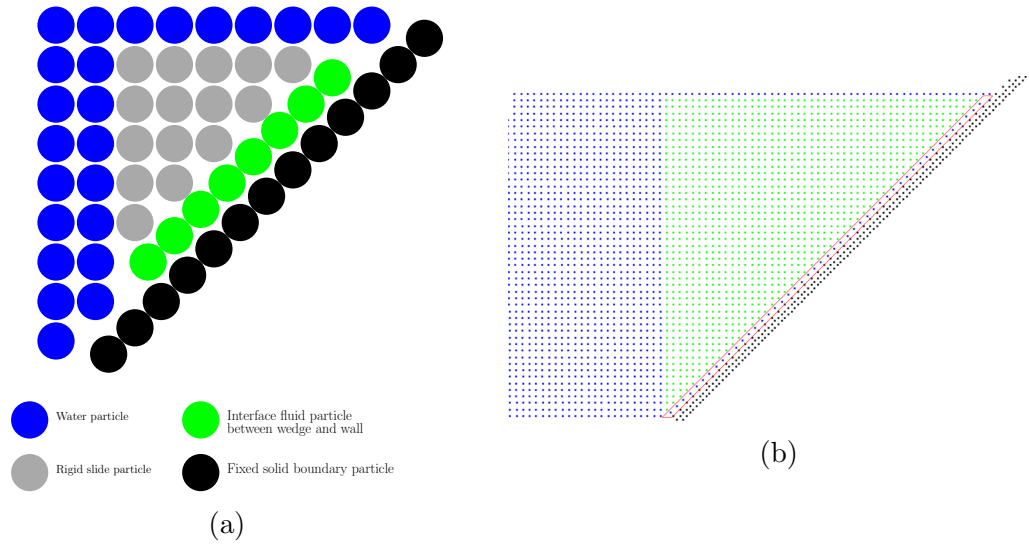 Water particle
Interface fluid particle
between wedge and wall
Rigid slide particle
Fixed solid boundary particle
(a)
(b)